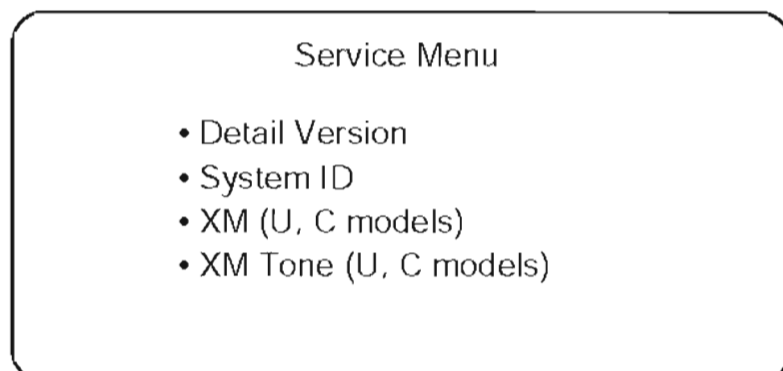 Service Menu
• Detail Version
• System ID
• XM (U, C models)
• XM Tone (U, C models)